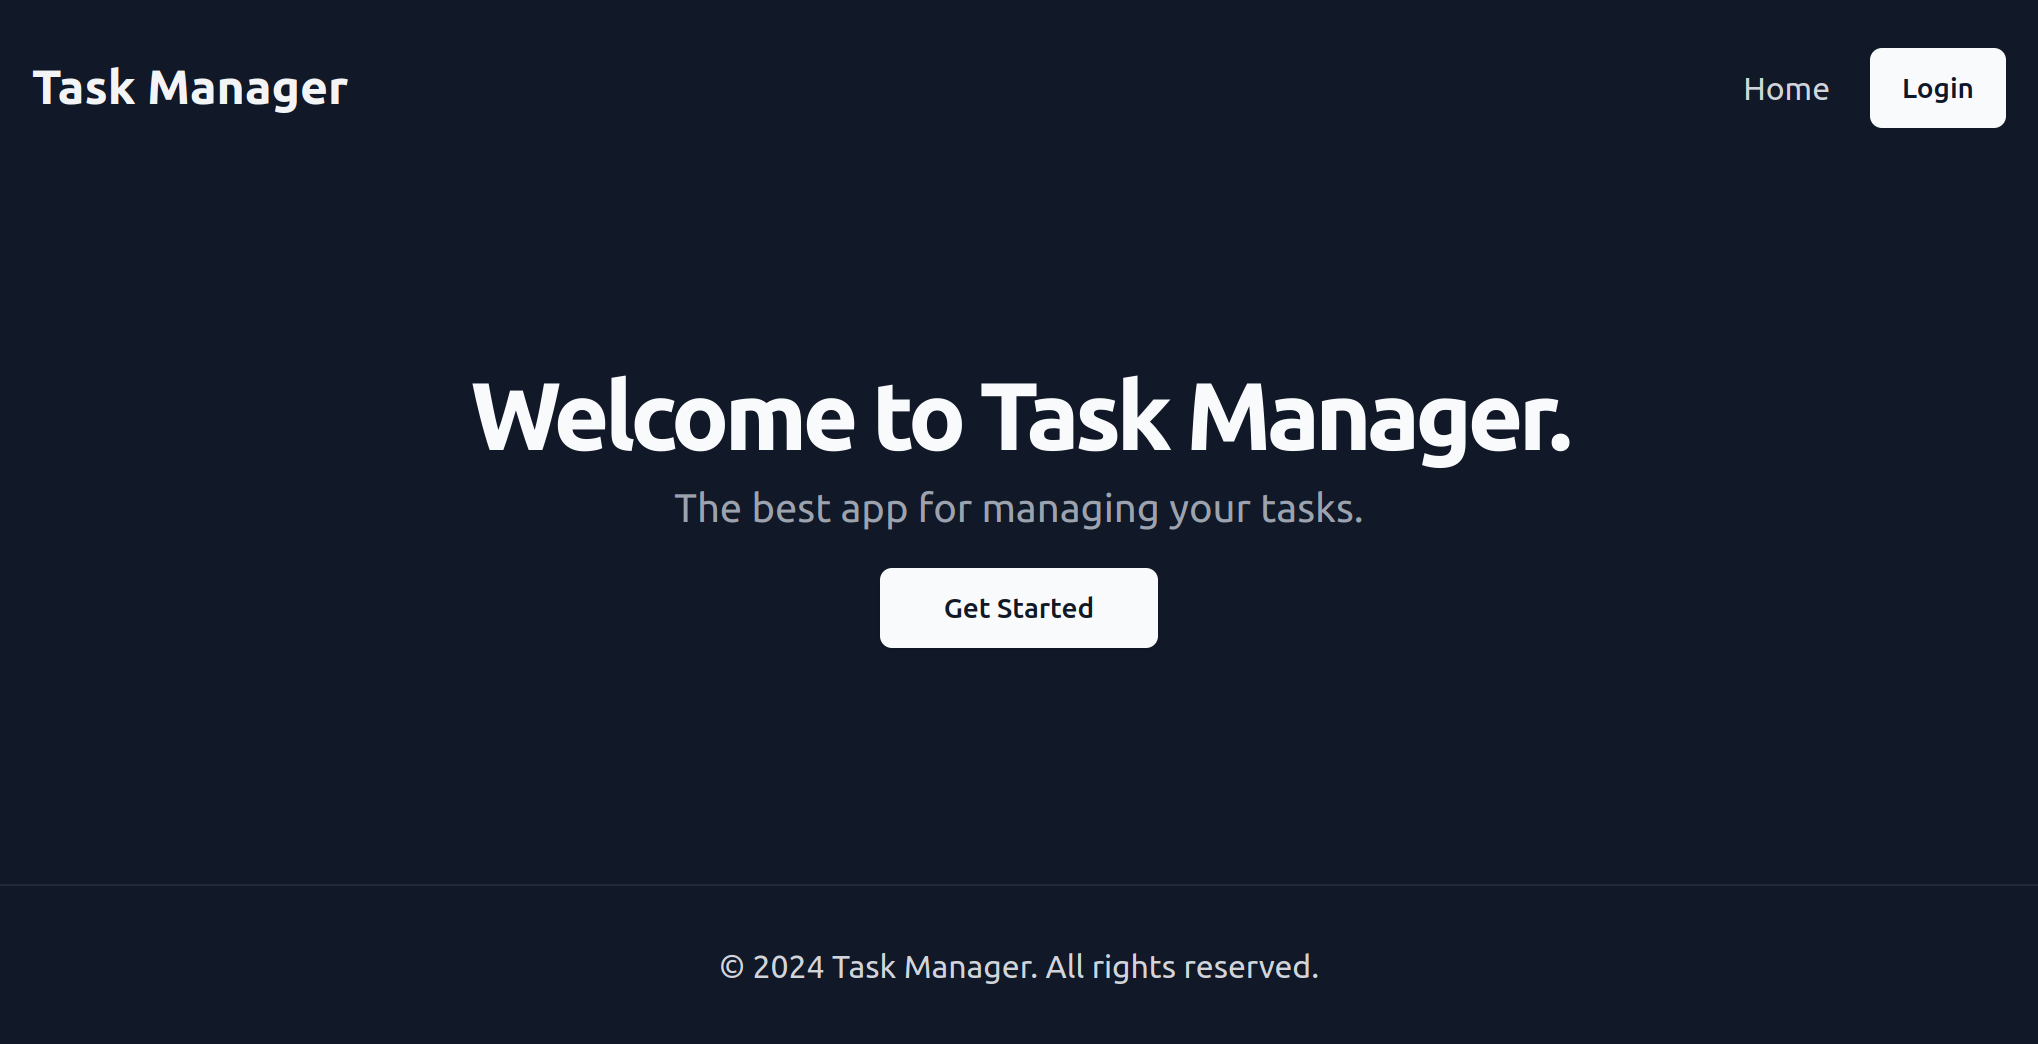 Task Manager
Home
Login
Welcome to Task Manager.
The best app for managing your tasks.
Get Started
© 2024 Task Manager. All rights reserved.